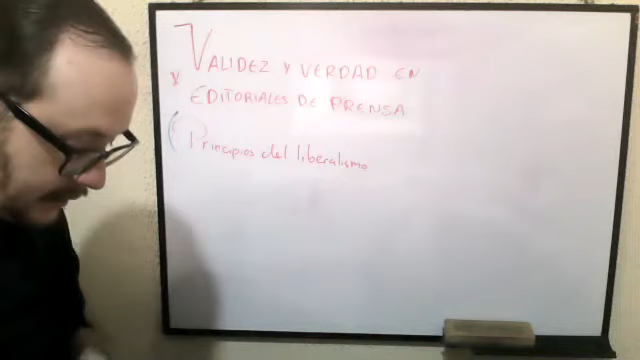 VALIDEZ Y VERDAD EN
EDITORIALES DE PRENSA
(Principios del liberalismo